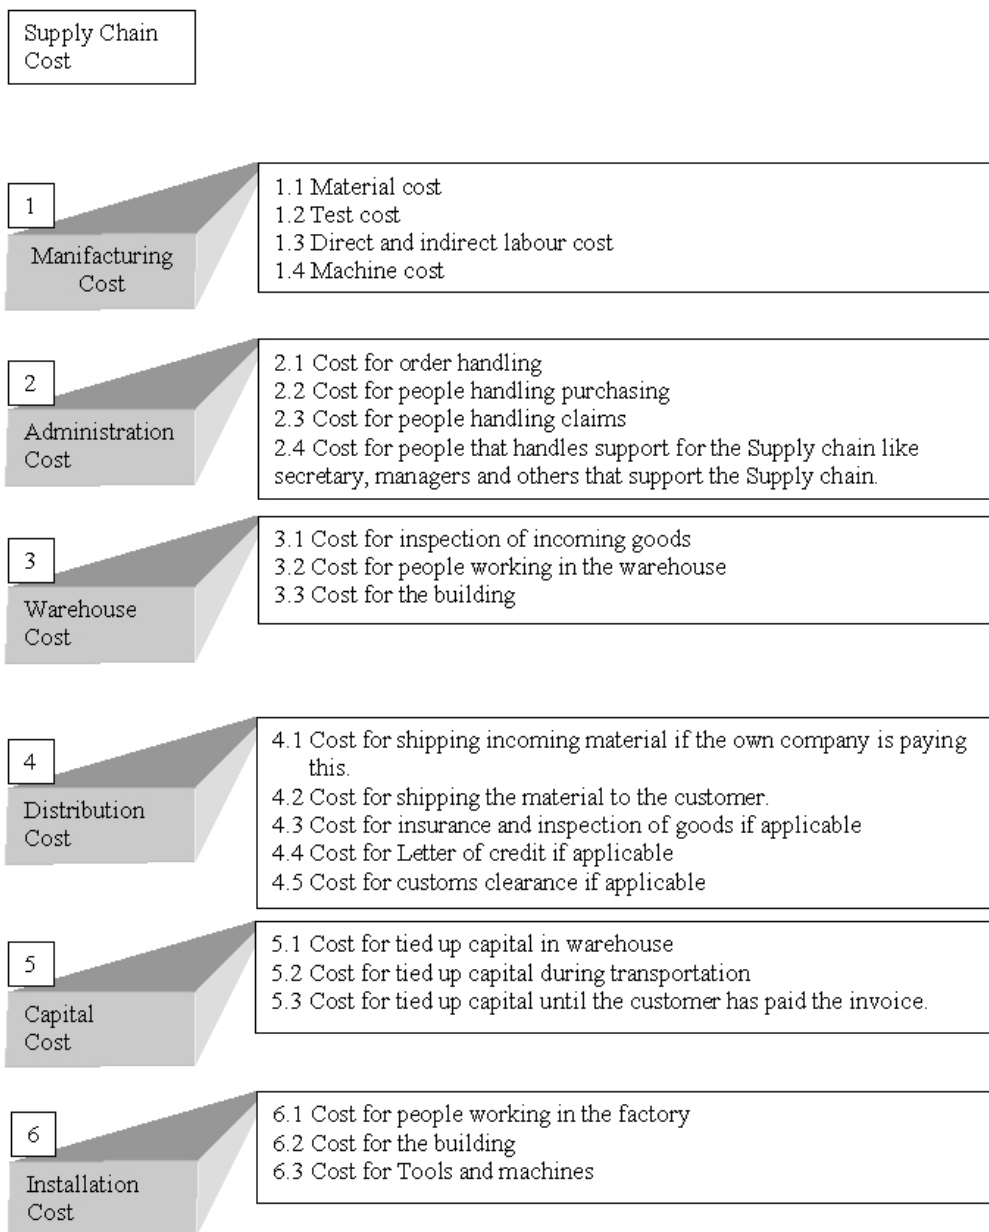 Supply Chain
Cost
1
Manifacturing
Cost
1.1 Material cost
1.2 Test cost
1.3 Direct and indirect labour cost
1.4 Machine cost
2
Administration
Cost
2.1 Cost for order handling
2.2 Cost for people handling purchasing
2.3 Cost for people handling claims
2.4 Cost for people that handles support for the Supply chain like
secretary, managers and others that support the Supply chain.
3
Warehouse
Cost
3.1 Cost for inspection of incoming goods
3.2 Cost for people working in the warehouse
3.3 Cost for the building
4
Distribution
Cost
4.1 Cost for shipping incoming material if the own company is paying
this.
4.2 Cost for shipping the material to the customer.
4.3 Cost for insurance and inspection of goods if applicable
4.4 Cost for Letter of credit if applicable
4.5 Cost for customs clearance if applicable
5
Capital
Cost
5.1 Cost for tied up capital in warehouse
5.2 Cost for tied up capital during transportation
5.3 Cost for tied up capital until the customer has paid the invoice.
6
Installation
Cost
6.1 Cost for people working in the factory
6.2 Cost for the building
6.3 Cost for Tools and machines